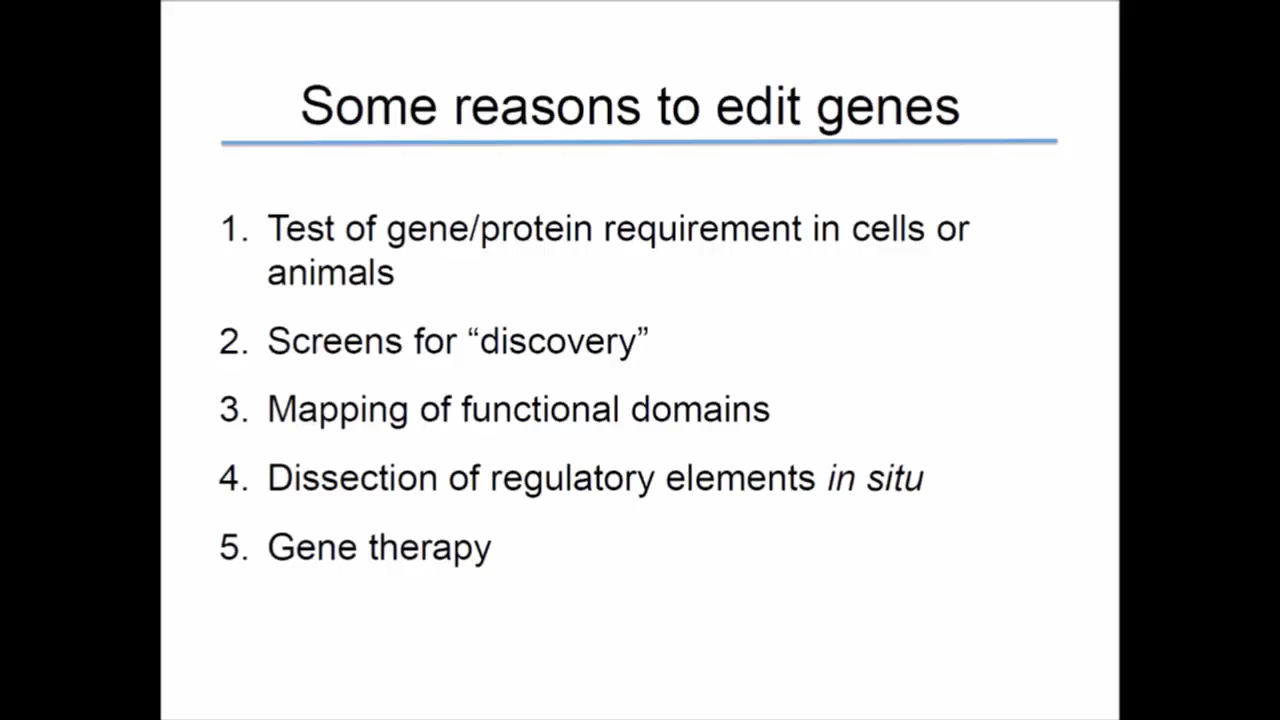 Some reasons to edit genes
1. Test of gene/protein requirement in cells or
animals
2. Screens for “discovery”
3. Mapping of functional domains
4. Dissection of regulatory elements in situ
5. Gene therapy